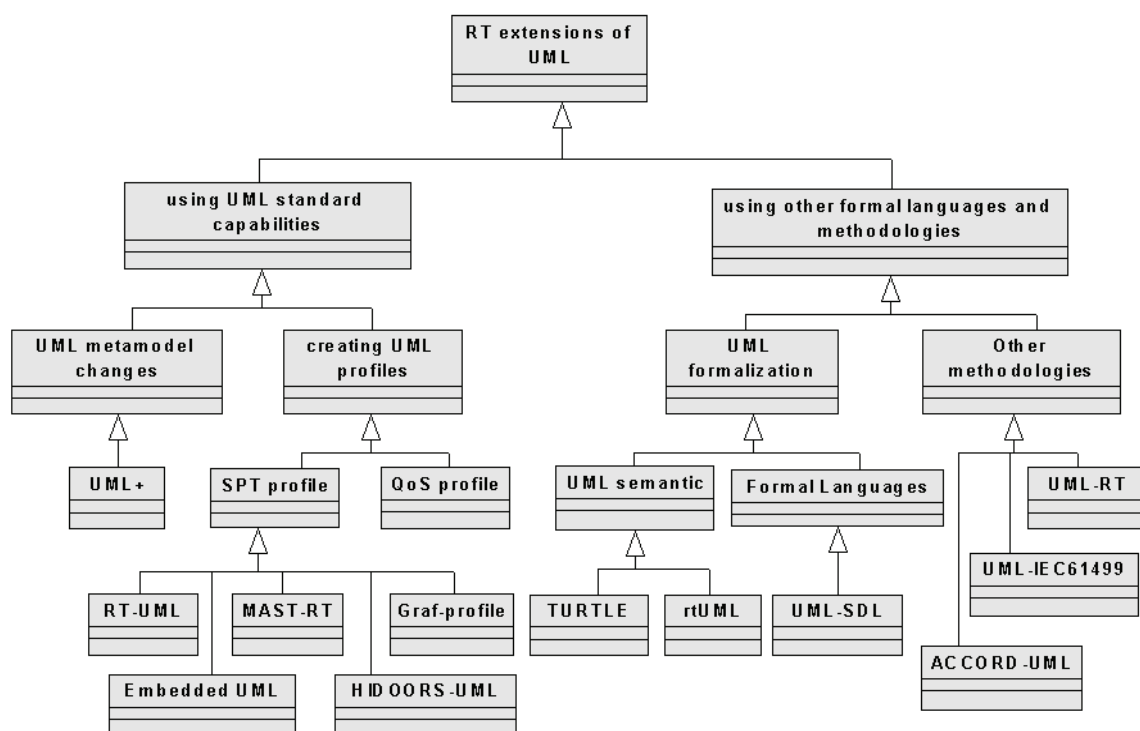 RT extensions of
UML
using UML standard
capabilities
using other formal languages and
methodologies
UML metamodel
changes
creating UML
profiles
UML
formalization
Other
methodologies
UML+
SPT profile
QoS profile
UML semantic
Formal Languages
UML-RT
UML-IEC61499
RT-UML
MAST-RT
Graf-profile
TURTLE
rtUML
UML-SDL
ACCORD-UML
Embedded UML
HIDOORS-UML